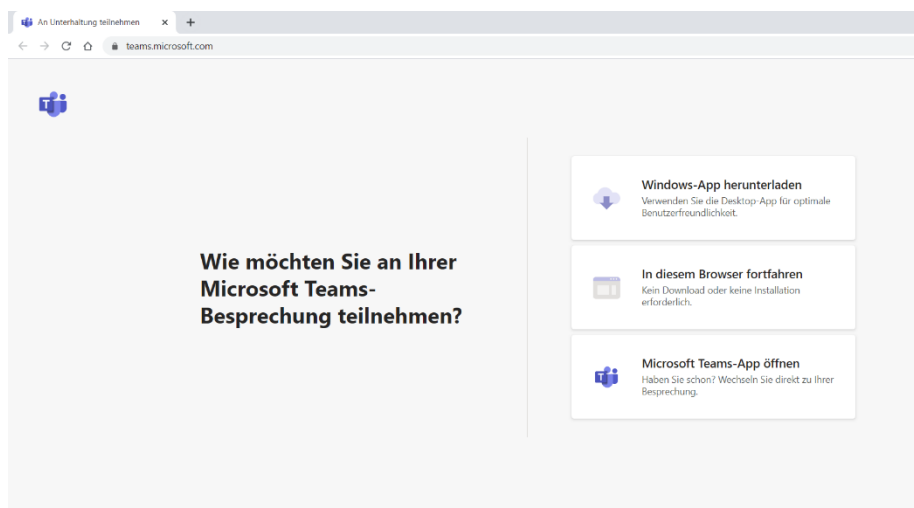 An Unterhaltung teilnehmen
teams.microsoft.com
Wie möchten Sie an Ihrer
Microsoft Teams-
Besprechung teilnehmen?
Windows-App herunterladen
Verwenden Sie die Desktop-App für optimale
Benutzerfreundlichkeit.
In diesem Browser fortfahren
Kein Download oder keine Installation
erforderlich.
Microsoft Teams-App öffnen
Haben Sie schon? Wechseln Sie direkt zu Ihrer
Besprechung.